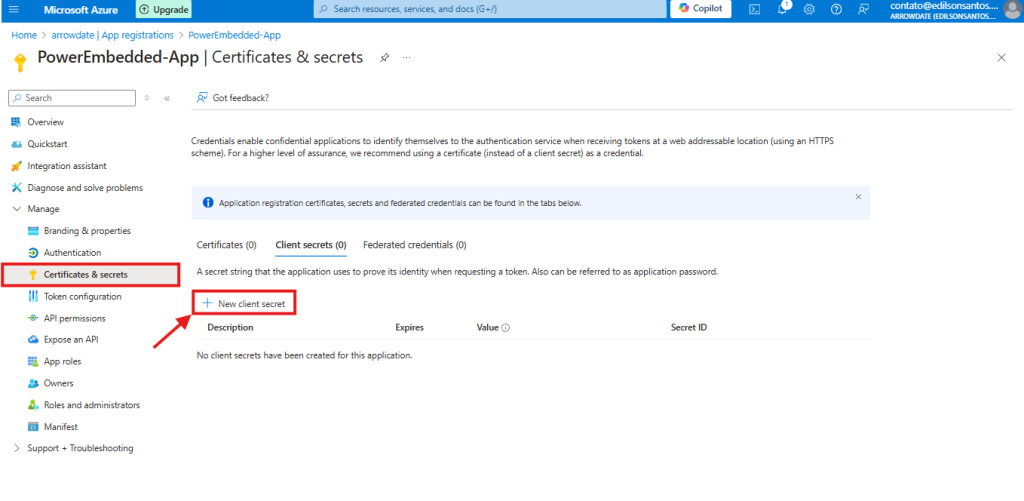 Microsoft Azure
Upgrade
Search resources, services, and docs (G+/)
Copilot
1
contato@edilsonsantos....
ARROWDATE (EDILSONSANTOS....
Home > arrowdate | App registrations > PowerEmbedded-App >
PowerEmbedded-App | Certificates & secrets
Search
Got feedback?
Overview
Quickstart
Integration assistant
Diagnose and solve problems
Manage
Branding & properties
Authentication
Certificates & secrets
Token configuration
API permissions
Expose an API
App roles
Owners
Roles and administrators
Manifest
Support + Troubleshooting
Credentials enable confidential applications to identify themselves to the authentication service when receiving tokens at a web addressable location (using an HTTPS
scheme). For a higher level of assurance, we recommend using a certificate (instead of a client secret) as a credential.
Application registration certificates, secrets and federated credentials can be found in the tabs below.
Certificates (0) Client secrets (0) Federated credentials (0)
A secret string that the application uses to prove its identity when requesting a token. Also can be referred to as application password.
New client secret
Description Expires Value Secret ID
No client secrets have been created for this application.